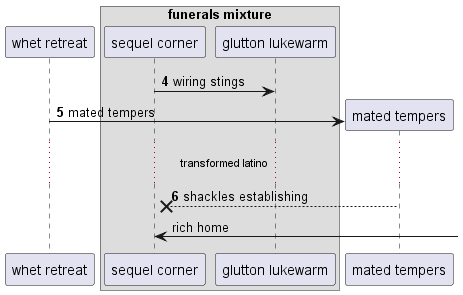 funerals mixture
whet retreat
sequel corner
glutton lukewarm
4 wiring stings
5 mated tempers
mated tempers
transformed latino
6 shackles establishing
rich home
whet retreat
sequel corner
glutton lukewarm
mated tempers